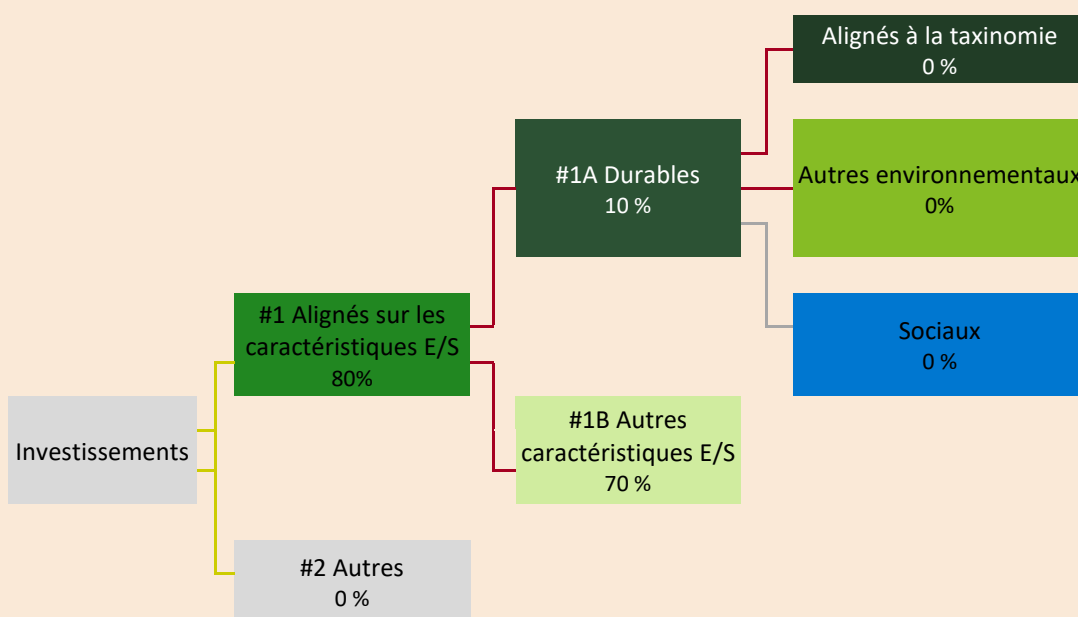 Alignés à la taxinomie
0 %
#1A Durables
10 %
Autres environnementaux
0%
#1 Alignés sur les
caractéristiques E/S
80%
Sociaux
0 %
Investissements
#1B Autres
caractéristiques E/S
70 %
#2 Autres
0 %